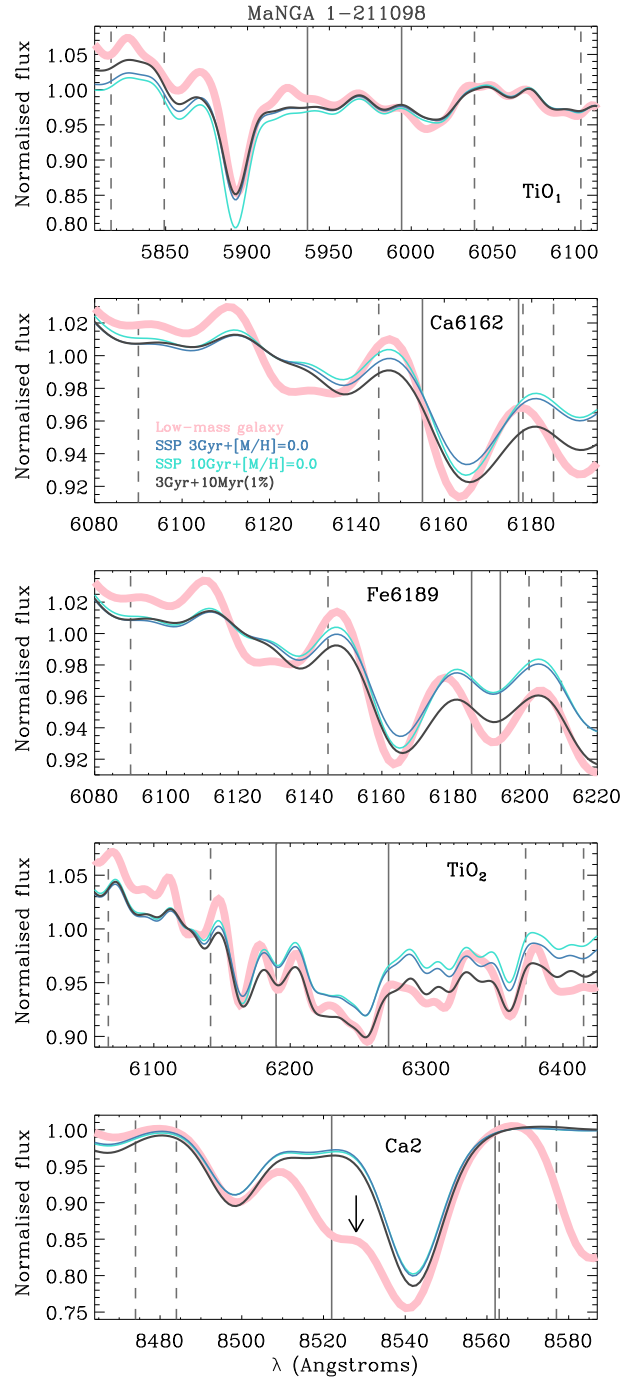 MaNGA 1-211098
Normalised flux
1.05
1.00
0.95
0.90
0.85
0.80
TiO₁
5850 5900 5950 6000 6050 6100
Normalised flux
1.02
1.00
0.98
0.96
0.94
0.92
Ca6162
Low-mass galaxy
SSP 3Gyr+[M/H]=0.0
SSP 10Gyr+[M/H]=0.0
3Gyr+10Myr(1%)
6080 6100 6120 6140 6160 6180
Normalised flux
1.02
1.00
0.98
0.96
0.94
0.92
Fe6189
6080 6100 6120 6140 6160 6180 6200 6220
Normalised flux
1.05
1.00
0.95
0.90
TiO₂
6100 6200 6300 6400
Normalised flux
1.00
0.95
0.90
0.85
0.80
0.75
Ca2
8480 8500 8520 8540 8560 8580
λ (Angstroms)